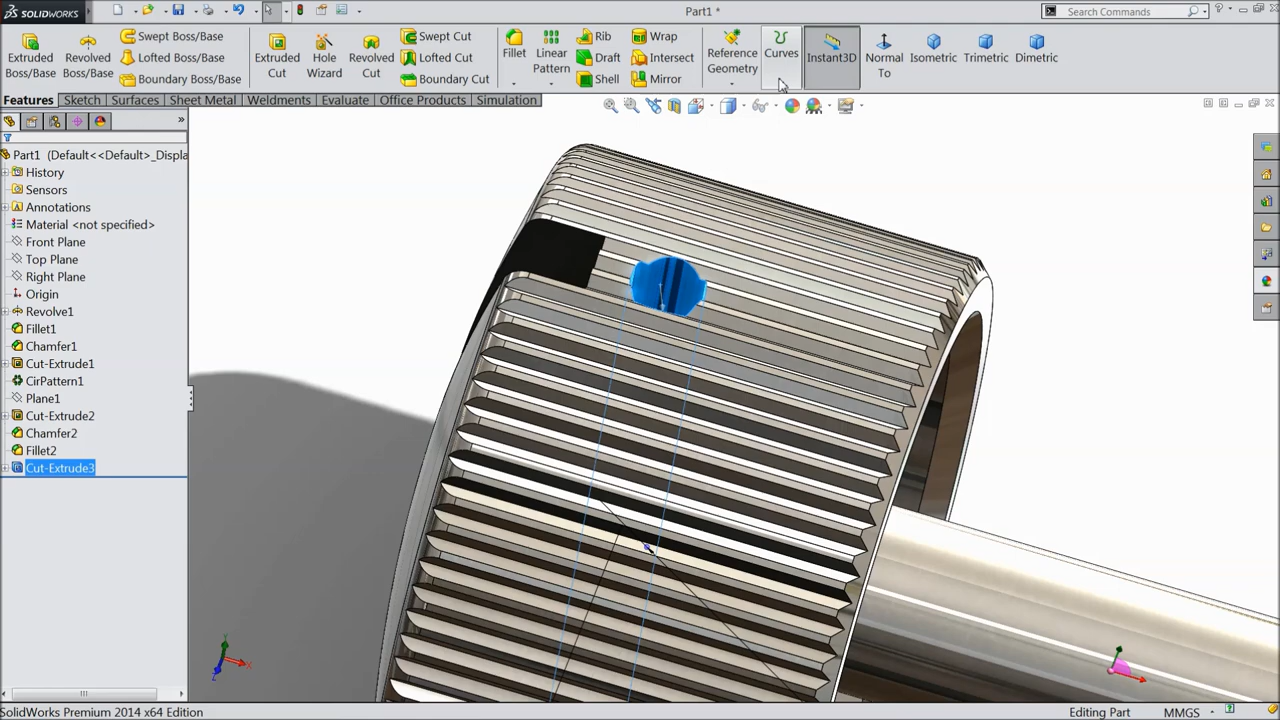 SOLIDWORKS
Part1 *
Search Commands
Extruded Boss/Base
Revolved Boss/Base
Swept Boss/Base
Lofted Boss/Base
Boundary Boss/Base
Extruded Cut
Hole Wizard
Revolved Cut
Swept Cut
Lofted Cut
Boundary Cut
Fillet
Linear Pattern
Rib
Draft
Shell
Wrap
Intersect
Mirror
Reference Geometry
Curves
Instant3D
Normal To
Isometric
Trimetric
Dimetric
Features
Sketch
Surfaces
Sheet Metal
Weldments
Evaluate
Office Products
Simulation
Part1 (Default<<Default>_Displa
History
Sensors
Annotations
Material <not specified>
Front Plane
Top Plane
Right Plane
Origin
Revolve1
Fillet1
Chamfer1
Cut-Extrude1
CirPattern1
Plane1
Cut-Extrude2
Chamfer2
Fillet2
Cut-Extrude3
SolidWorks Premium 2014 x64 Edition
Editing Part
MMGS